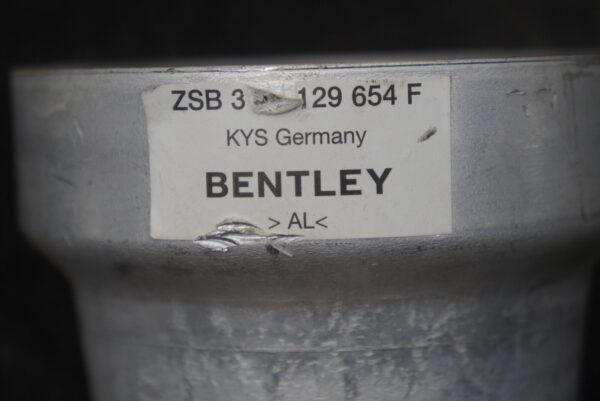 ZSB 3 129 654 F
KYS Germany
BENTLEY
>AL<